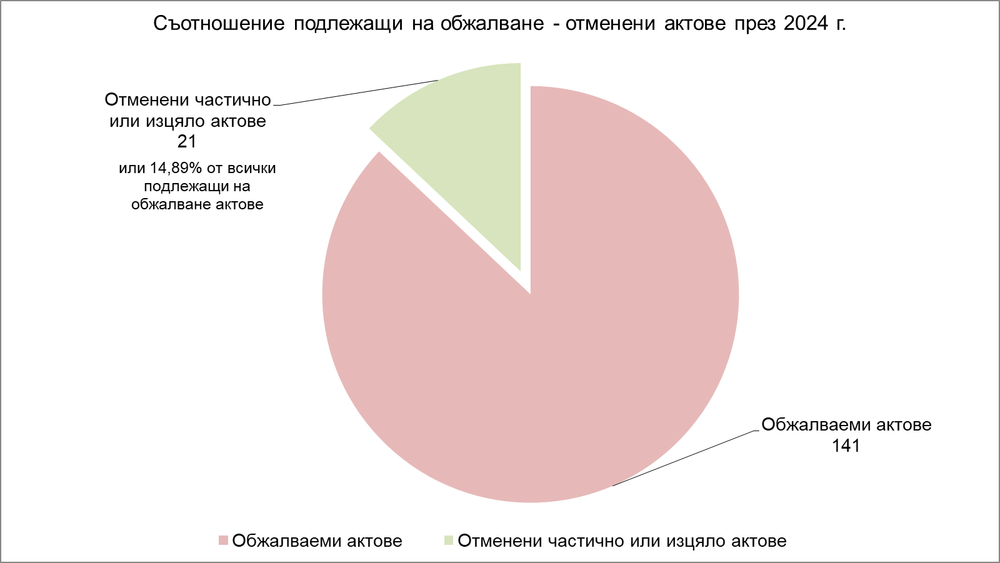 Съотношение подлежащи на обжалване - отменени актове през 2024 г.
Отменени частично
или изцяло актове
21
или 14,89% от всички
подлежащи на
обжалване актове
Обжалваеми актове
141
Обжалваеми актове
Отменени частично или изцяло актове